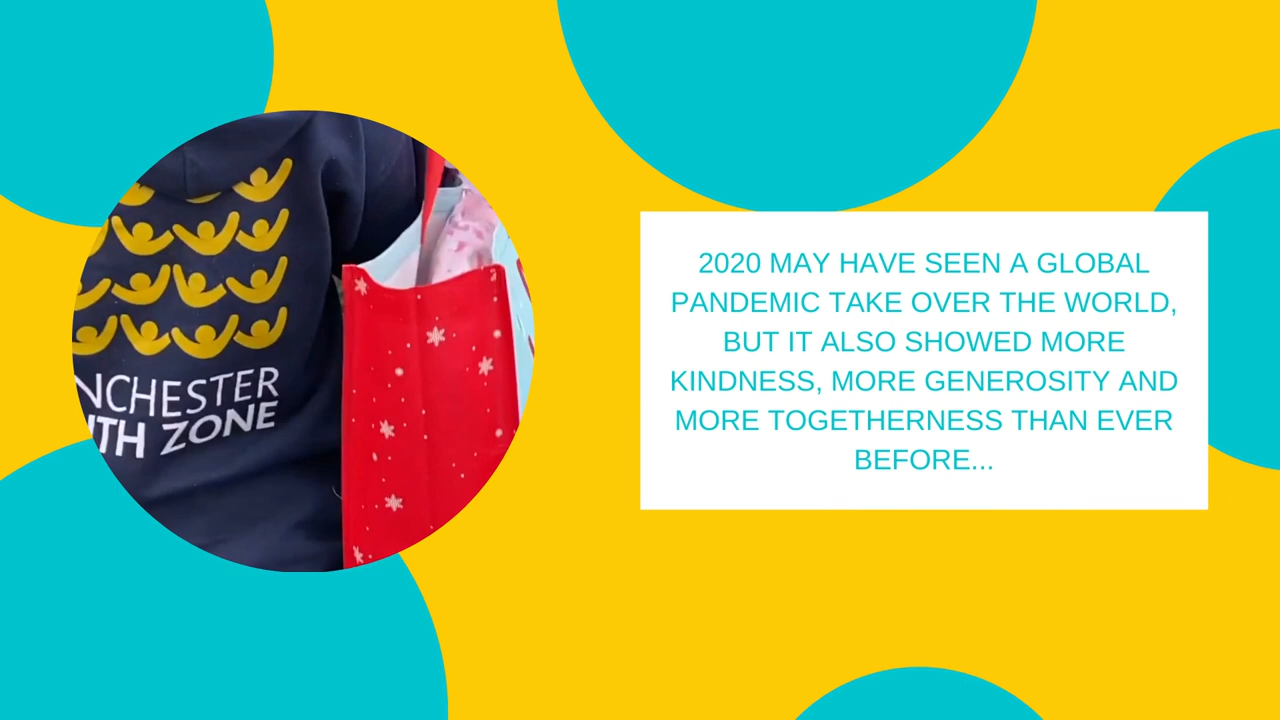 NCHESTER
TH ZONE
2020 MAY HAVE SEEN A GLOBAL
PANDEMIC TAKE OVER THE WORLD,
BUT IT ALSO SHOWED MORE
KINDNESS, MORE GENEROSITY AND
MORE TOGETHERNESS THAN EVER
BEFORE...